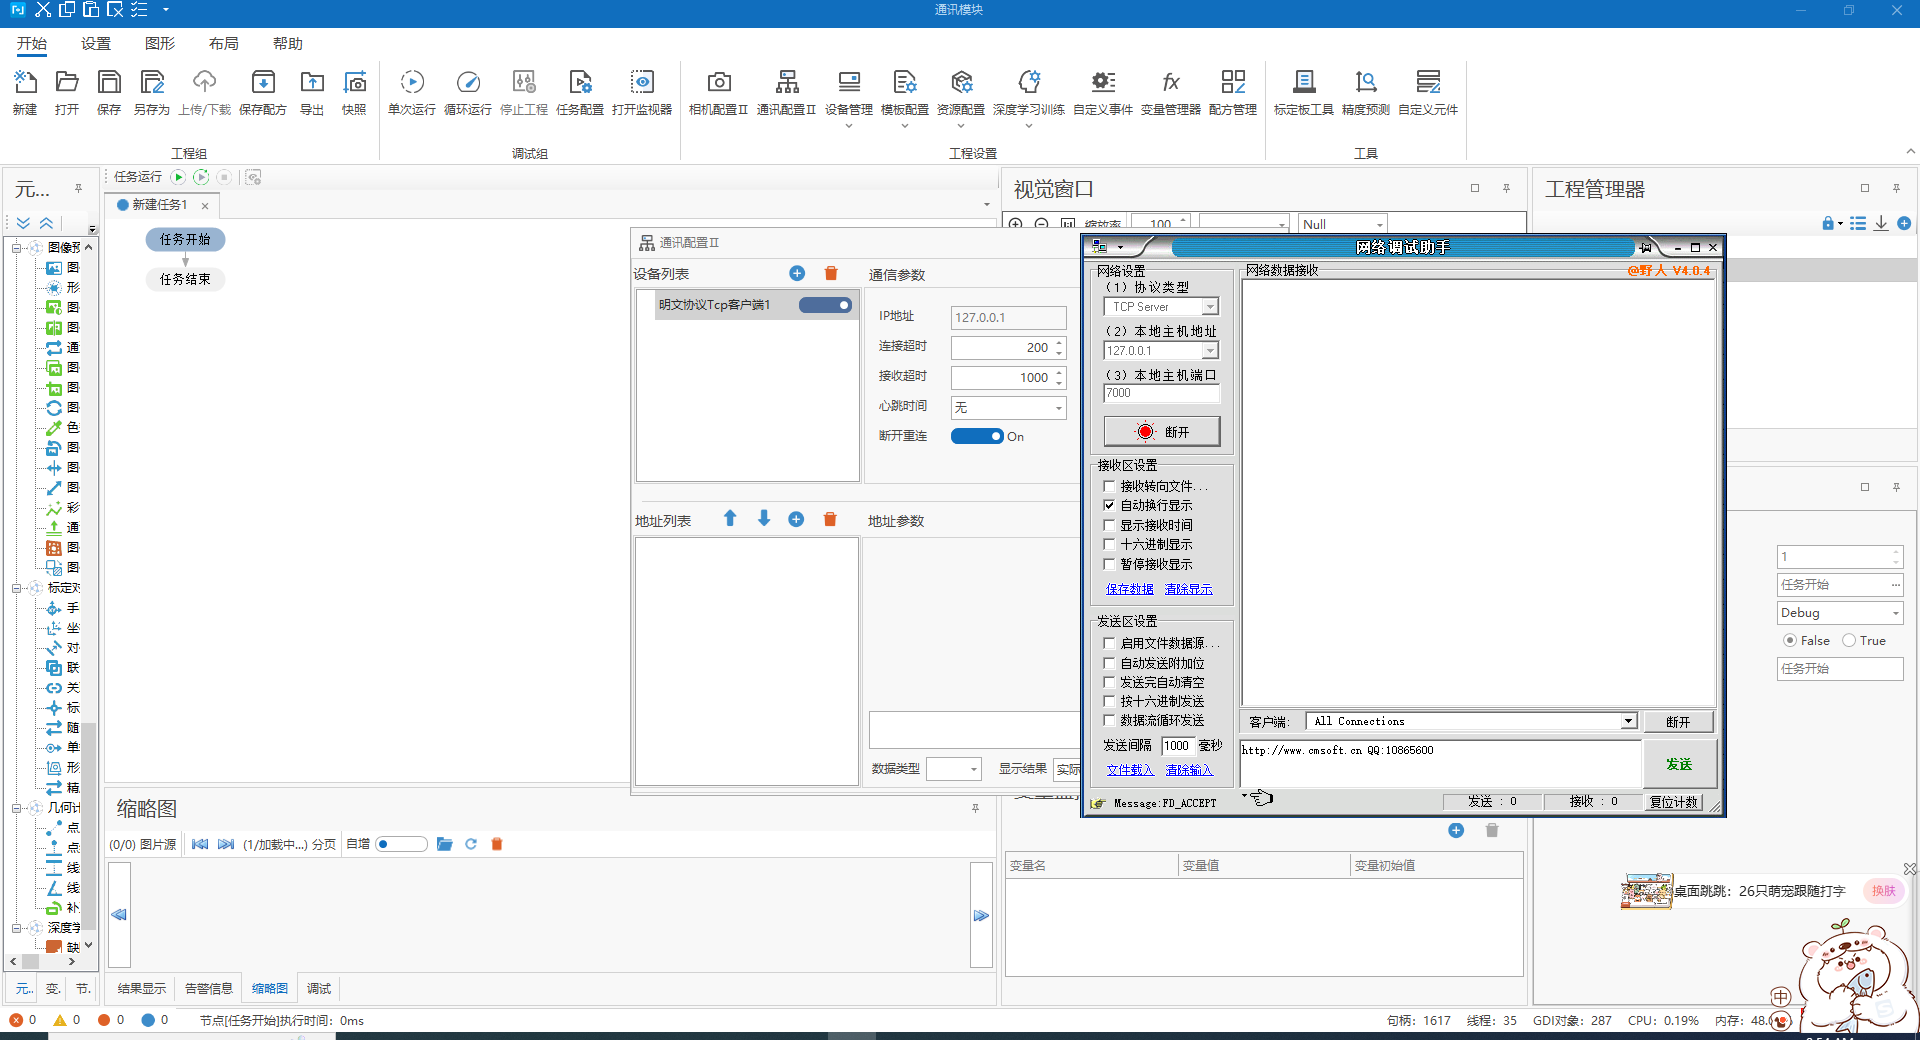 通讯模块
开始 设置 图形 布局 帮助
新建 打开 保存 另存为 上传/下载 保存配方 导出 快照 单次运行 循环运行 停止工程 任务配置 打开监视器 相机配置II 通讯配置II 设备管理 模板配置 资源配置 深度学习训练 自定义事件 变量管理器 配方管理 标定板工具 精度预测 自定义元件
工程组 调试组 工程设置 工具
元...
图像预
图
形
图
图
通
图
图
图
色
图
图
图
彩
通
图
图
标定对
手
坐
对
联
关
标
随
单
形
精
几何计
点
点
线
线
补
深度学
缺
元.. 变. 节.
任务运行
新建任务1 ×
任务开始
任务结束
通讯配置II
设备列表
明文协议Tcp客户端1
通信参数
IP地址 127.0.0.1
连接超时 200
接收超时 1000
心跳时间 无
断开重连 On
地址列表
地址参数
数据类型 显示结果 实际
视觉窗口
缩放率 100 Null
工程管理器
网络调试助手
网络设置
(1) 协议类型
TCP Server
(2) 本地主机地址
127.0.0.1
(3) 本地主机端口
7000
断开
接收区设置
接收转向文件...
自动换行显示
显示接收时间
十六进制显示
暂停接收显示
保存数据 清除显示
发送区设置
启用文件数据源...
自动发送附加位
发送完自动清空
按十六进制发送
数据流循环发送
发送间隔 1000 毫秒
文件载入 清除输入
网络数据接收 @野人 V4.0.4
客户端: All Connections 断开
http://www.cmsoft.cn QQ:10865600
发送
Message:FD_ACCEPT 发送 : 0 接收 : 0 复位计数
1
任务开始 ...
Debug
False True
任务开始
缩略图
(0/0) 图片源 (1/加载中...) 分页 自增
结果显示 告警信息 缩略图 调试
变量名 变量值 变量初始值
桌面跳跳: 26只萌宠跟随打字 换肤
中
0 0 0 0 节点[任务开始]执行时间: 0ms
句柄: 1617 线程: 35 GDI对象: 287 CPU: 0.19% 内存: 48.